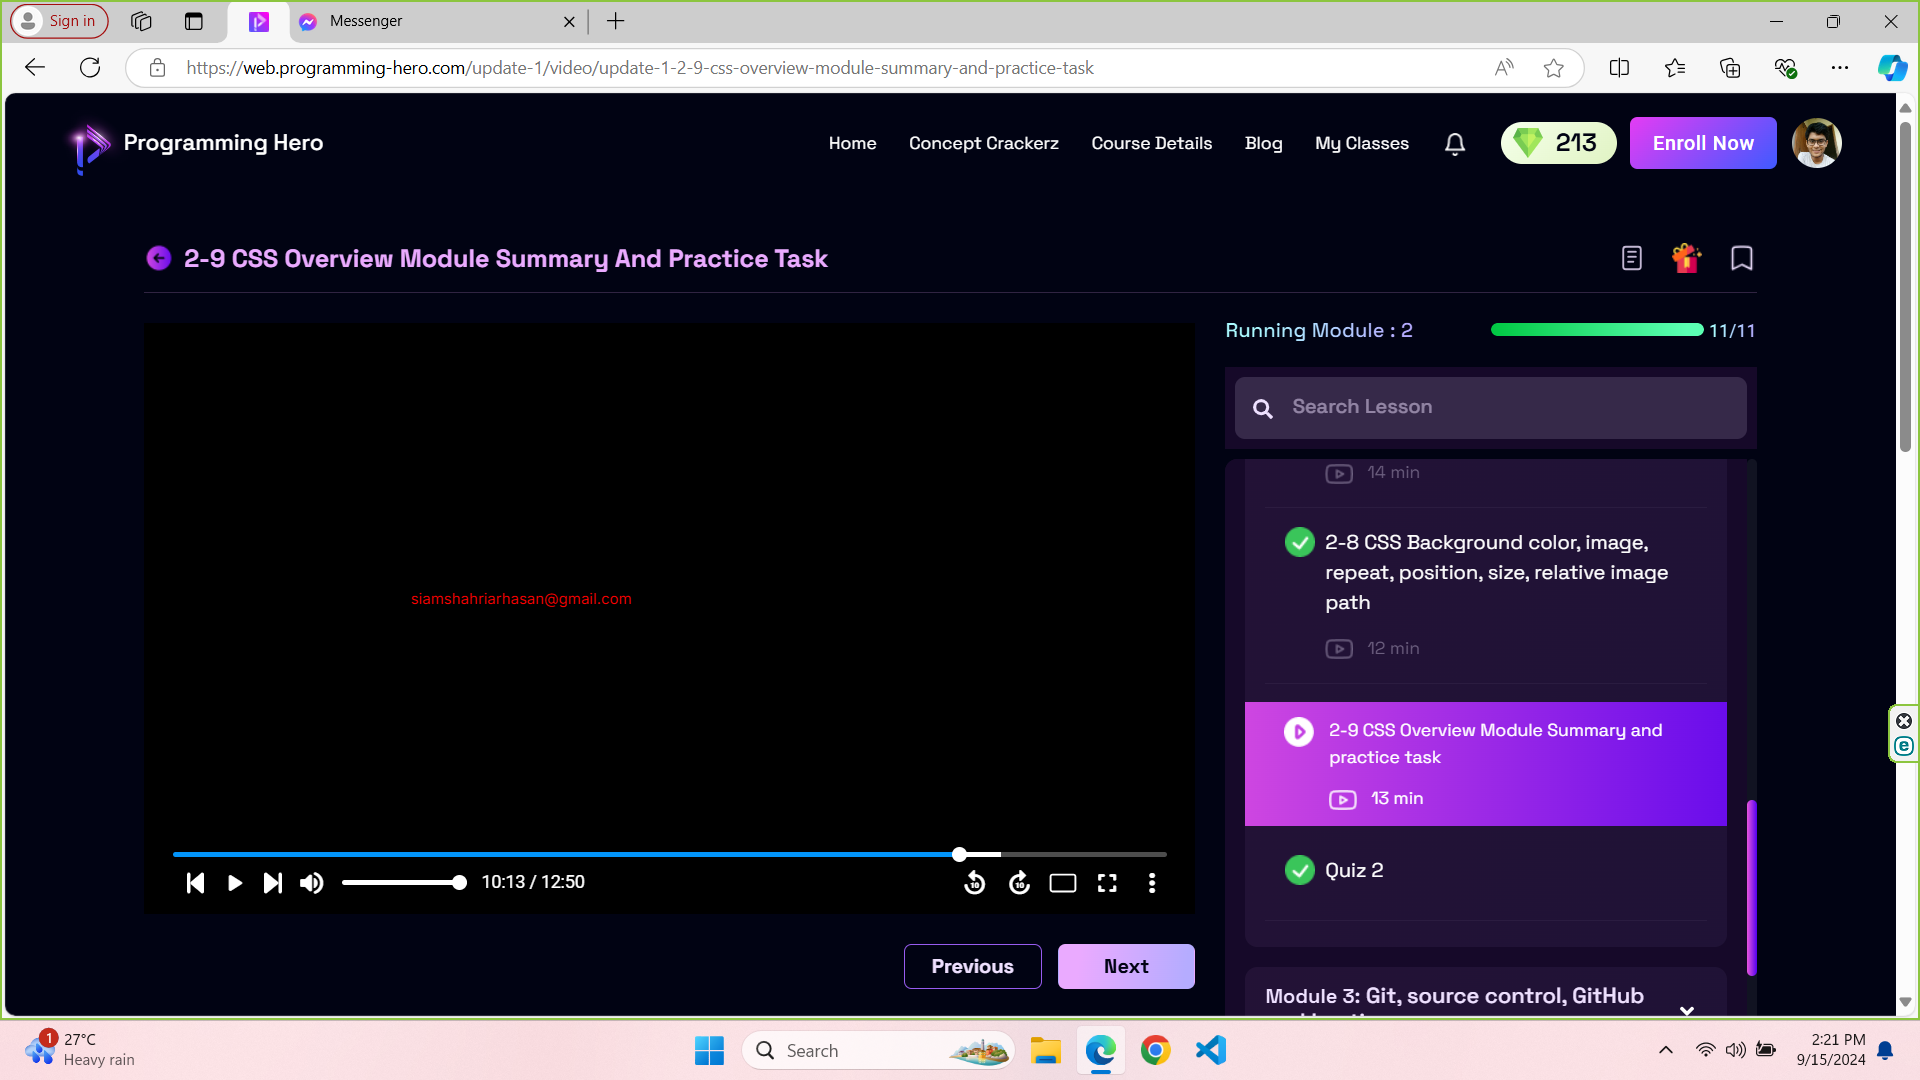 Sign in
Messenger
https://web.programming-hero.com/update-1/video/update-1-2-9-css-overview-module-summary-and-practice-task
Programming Hero
Home
Concept Crackerz
Course Details
Blog
My Classes
213
Enroll Now
2-9 CSS Overview Module Summary And Practice Task
Running Module : 2
11/11
Search Lesson
14 min
2-8 CSS Background color, image,
repeat, position, size, relative image
path
12 min
2-9 CSS Overview Module Summary and
practice task
13 min
Quiz 2
Module 3: Git, source control, GitHub
siamshahriarhasan@gmail.com
10:13 / 12:50
10
10
Previous
Next
1
27°C
Heavy rain
Search
2:21 PM
9/15/2024